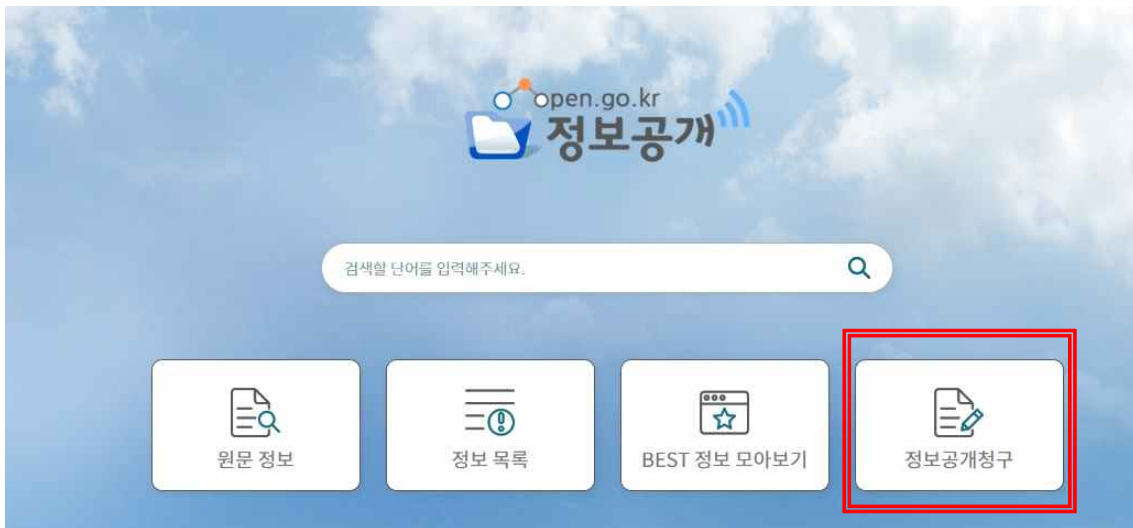 open.go.kr
정보공개
검색할 단어를 입력해주세요.
원문 정보
정보 목록
BEST 정보 모아보기
정보공개청구